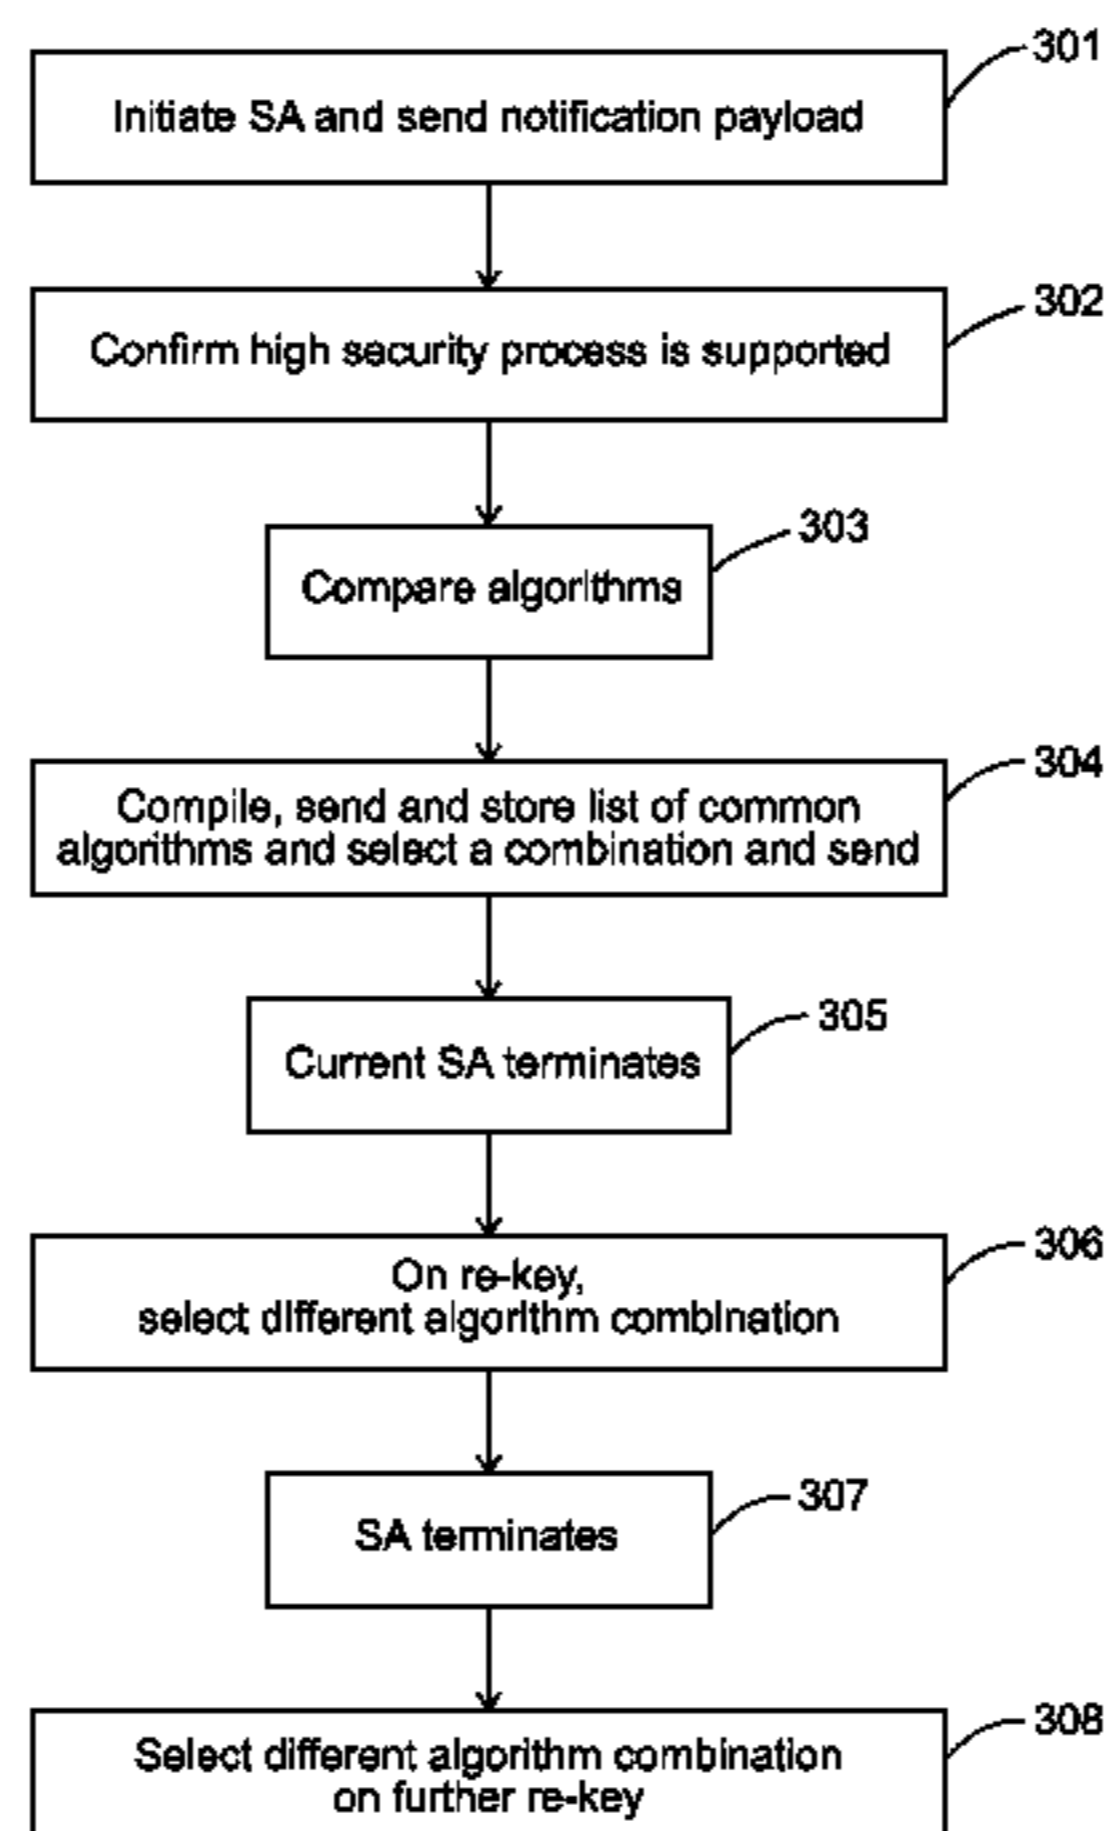 301
Initiate SA and send notification payload
302
Confirm high security process is supported
303
Compare algorithms
304
Compile, send and store list of common
algorithms and select a combination and send
305
Current SA terminates
306
On re-key,
select different algorithm combination
307
SA terminates
308
Select different algorithm combination
on further re-key